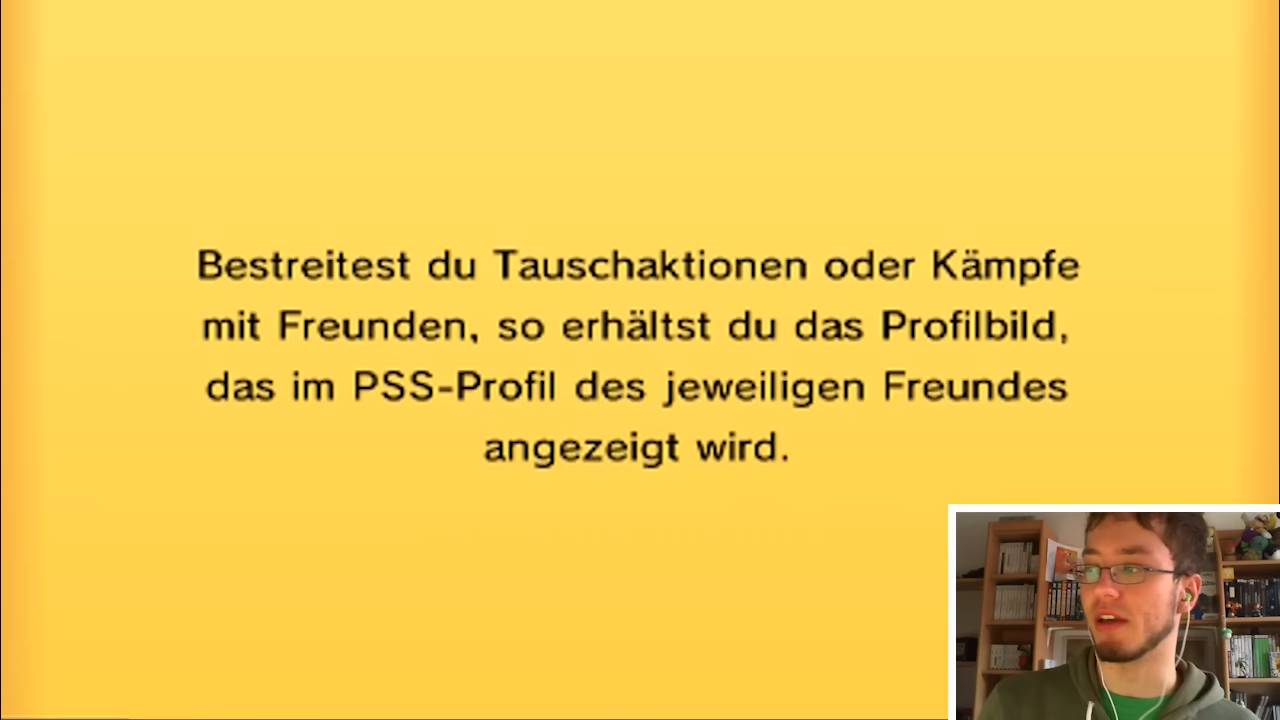 Bestreitest du Tauschaktionen oder Kämpfe
mit Freunden, so erhältst du das Profilbild,
das im PSS-Profil des jeweiligen Freundes
angezeigt wird.